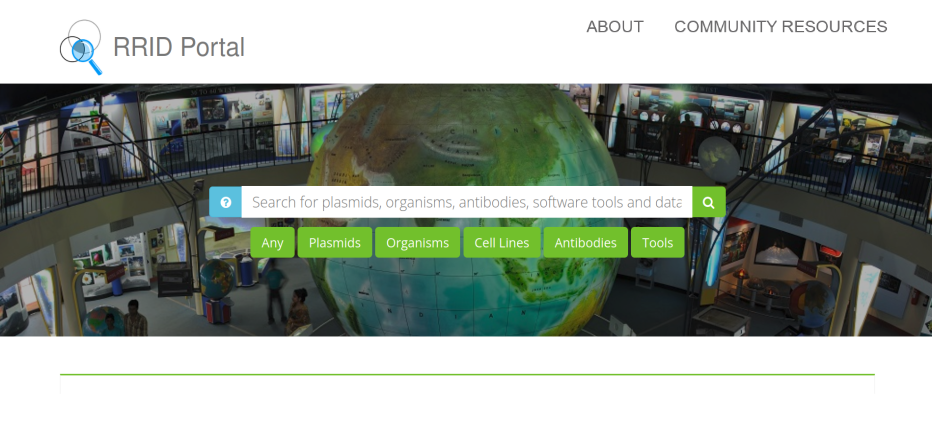 RRID Portal
ABOUT
COMMUNITY RESOURCES
Search for plasmids, organisms, antibodies, software tools and data
Any
Plasmids
Organisms
Cell Lines
Antibodies
Tools